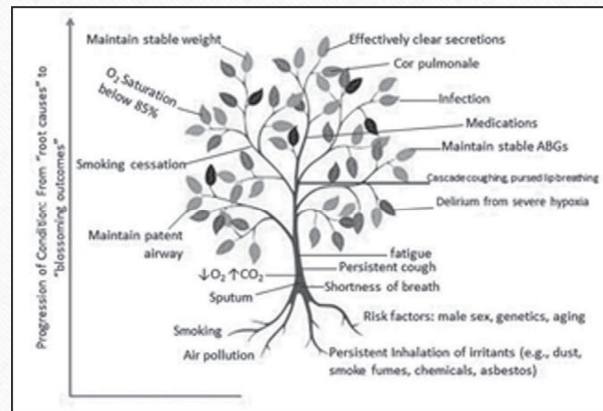 Progression of Condition: From "root causes" to
"blossoming outcomes"
Maintain stable weight
Effectively clear secretions
Cor pulmonale
O2 Saturation
below 85%
Infection
Medications
Maintain stable ABGs
Smoking cessation
Cascade coughing, pursed lip breathing
Delirium from severe hypoxia
Maintain patent
airway
fatigue
↓O2 ↑CO2
Persistent cough
Sputum
Shortness of breath
Risk factors: male sex, genetics, aging
Smoking
Air pollution
Persistent Inhalation of irritants (e.g., dust,
smoke fumes, chemicals, asbestos)